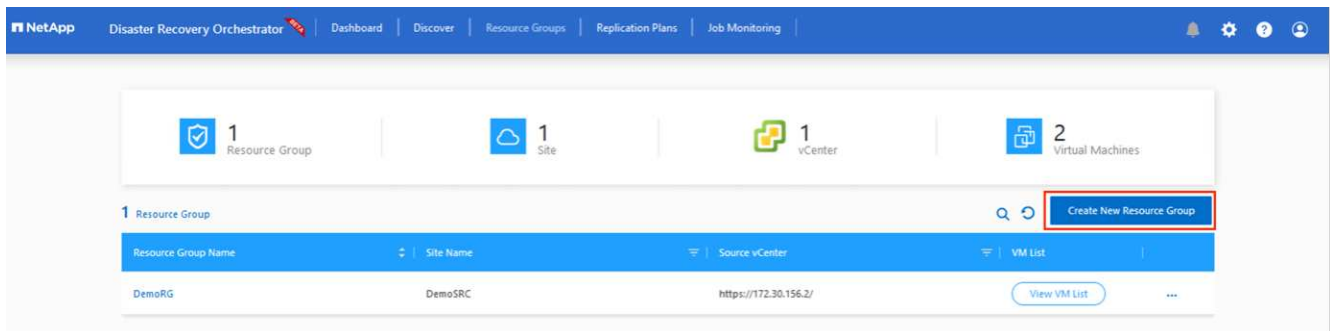 NetApp Disaster Recovery Orchestrator Dashboard Discover Resource Groups Replication Plans Job Monitoring
1 Resource Group
1 Site
1 vCenter
2 Virtual Machines
1 Resource Group Create New Resource Group
Resource Group Name Site Name Source vCenter VM List
DemoRG DemoSRC https://172.30.156.2/ View VM List ...